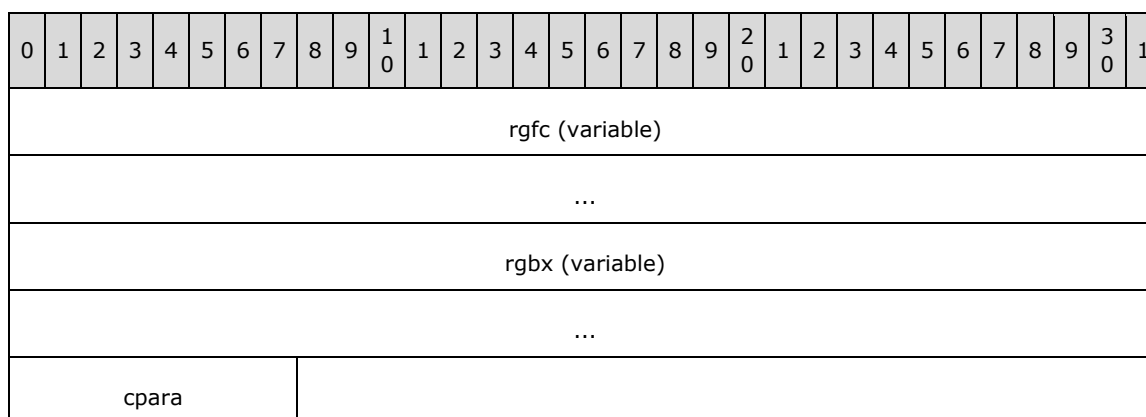 0 1 2 3 4 5 6 7 8 9 1 0 1 2 3 4 5 6 7 8 9 2 0 1 2 3 4 5 6 7 8 9 3 0 1
rgfc (variable)
...
rgbx (variable)
...
cpara